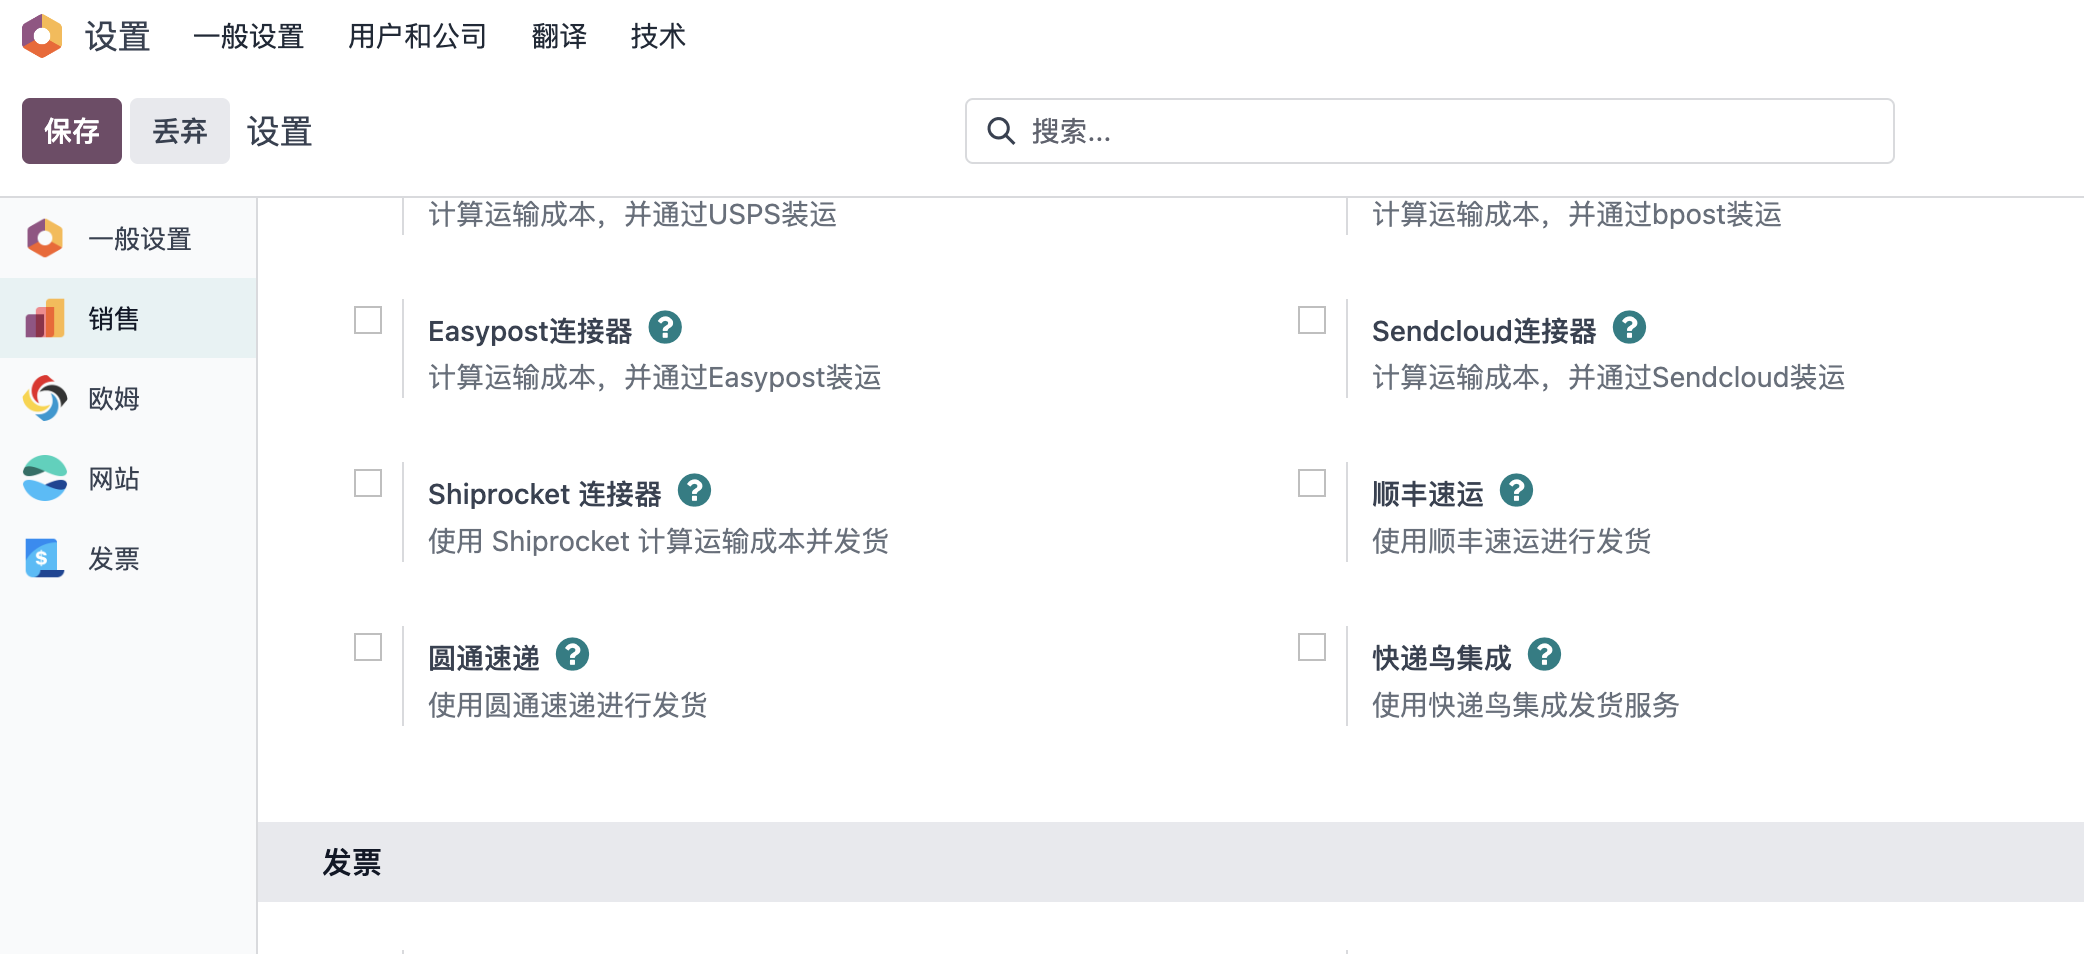 设置
一般设置
用户和公司
翻译
技术
保存
丢弃
设置
搜索...
一般设置
销售
欧姆
网站
发票
计算运输成本，并通过USPS装运
计算运输成本，并通过bpost装运
Easypost连接器
计算运输成本，并通过Easypost装运
Sendcloud连接器
计算运输成本，并通过Sendcloud装运
Shiprocket 连接器
使用 Shiprocket 计算运输成本并发货
顺丰速运
使用顺丰速运进行发货
圆通速递
使用圆通速递进行发货
快递鸟集成
使用快递鸟集成发货服务
发票